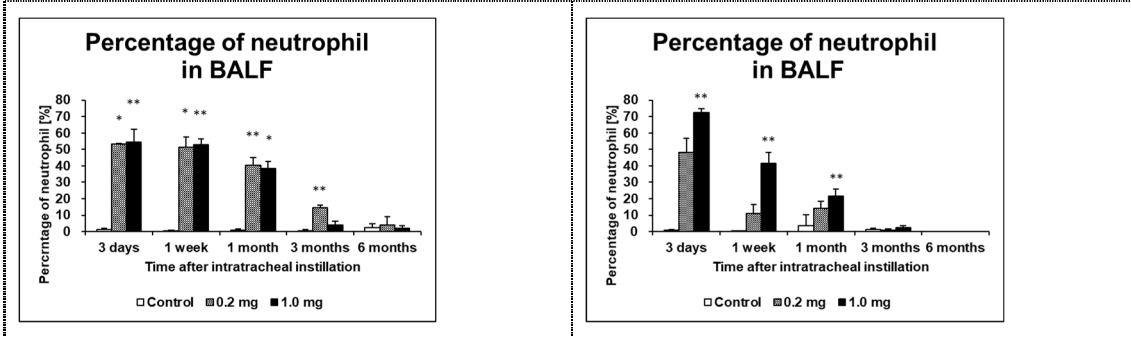 Percentage of neutrophil
in BALF
Percrntage of neutrophil [%]
80
70
60
50
40
30
20
10
0
* ** * ** ** * **
3 days 1 week 1 month 3 months 6 months
Time after intratracheal instillation
Control 0.2 mg 1.0 mg
Percentage of neutrophil
in BALF
Percentage of neutrophil [%]
80
70
60
50
40
30
20
10
0
** ** **
3 days 1 week 1 month 3 months 6 months
Time after intratracheal instillation
Control 0.2 mg 1.0 mg